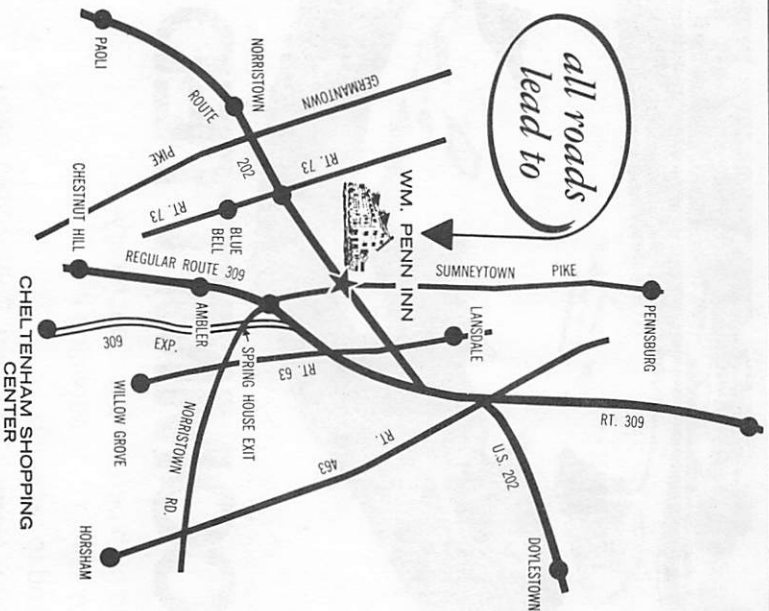 all roads
lead to
WM. PENN INN
PAOLI
NORRISTOWN
ROUTE
202
GERMANTOWN
PIKE
RT. 73
RT. 73
BLUE
BELL
CHESTNUT HILL
REGULAR ROUTE 309
AMBLER
309 EXP.
SPRING HOUSE EXIT
SUMNEYTOWN PIKE
PENNSBURG
LANSDALE
RT. 63
WILLOW GROVE
NORRISTOWN RD.
RT. 463
HORSHAM
RT. 309
U.S. 202
DOYLESTOWN
CHELTENHAM SHOPPING
CENTER